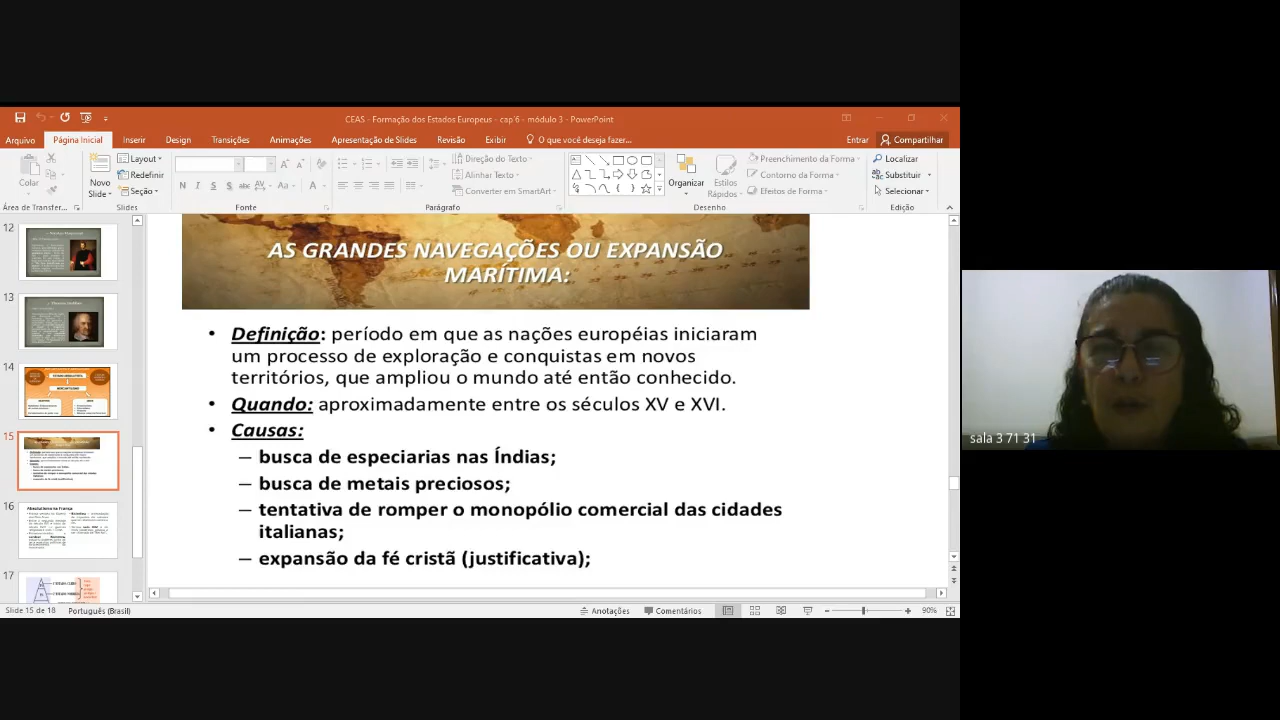 CEAS - Formação dos Estados Europeus - cap 6 - módulo 3 - PowerPoint
Arquivo Página Inicial Inserir Design Transições Animações Apresentação de Slides Revisão Exibir O que você deseja fazer... Entrar Compartilhar
Colar
Novo Slide
Layout
Redefinir
Seção
N I S S abc AV Aa A
Direção do Texto
Alinhar Texto
Converter em SmartArt
Organizar
Estilos Rápidos
Preenchimento da Forma
Contorno da Forma
Efeitos de Forma
Localizar
Substituir
Selecionar
Área de Transfer... Slides Fonte Parágrafo Desenho Edição
12
13
14
15
16
Absolutismo na França
17
AS GRANDES NAVEGAÇÕES OU EXPANSÃO
MARÍTIMA:
• Definição: período em que as nações européias iniciaram
um processo de exploração e conquistas em novos
territórios, que ampliou o mundo até então conhecido.
• Quando: aproximadamente entre os séculos XV e XVI.
• Causas:
– busca de especiarias nas Índias;
– busca de metais preciosos;
– tentativa de romper o monopólio comercial das cidades
italianas;
– expansão da fé cristã (justificativa);
sala 3 71 31
Slide 15 de 18 Português (Brasil) Anotações Comentários 90%